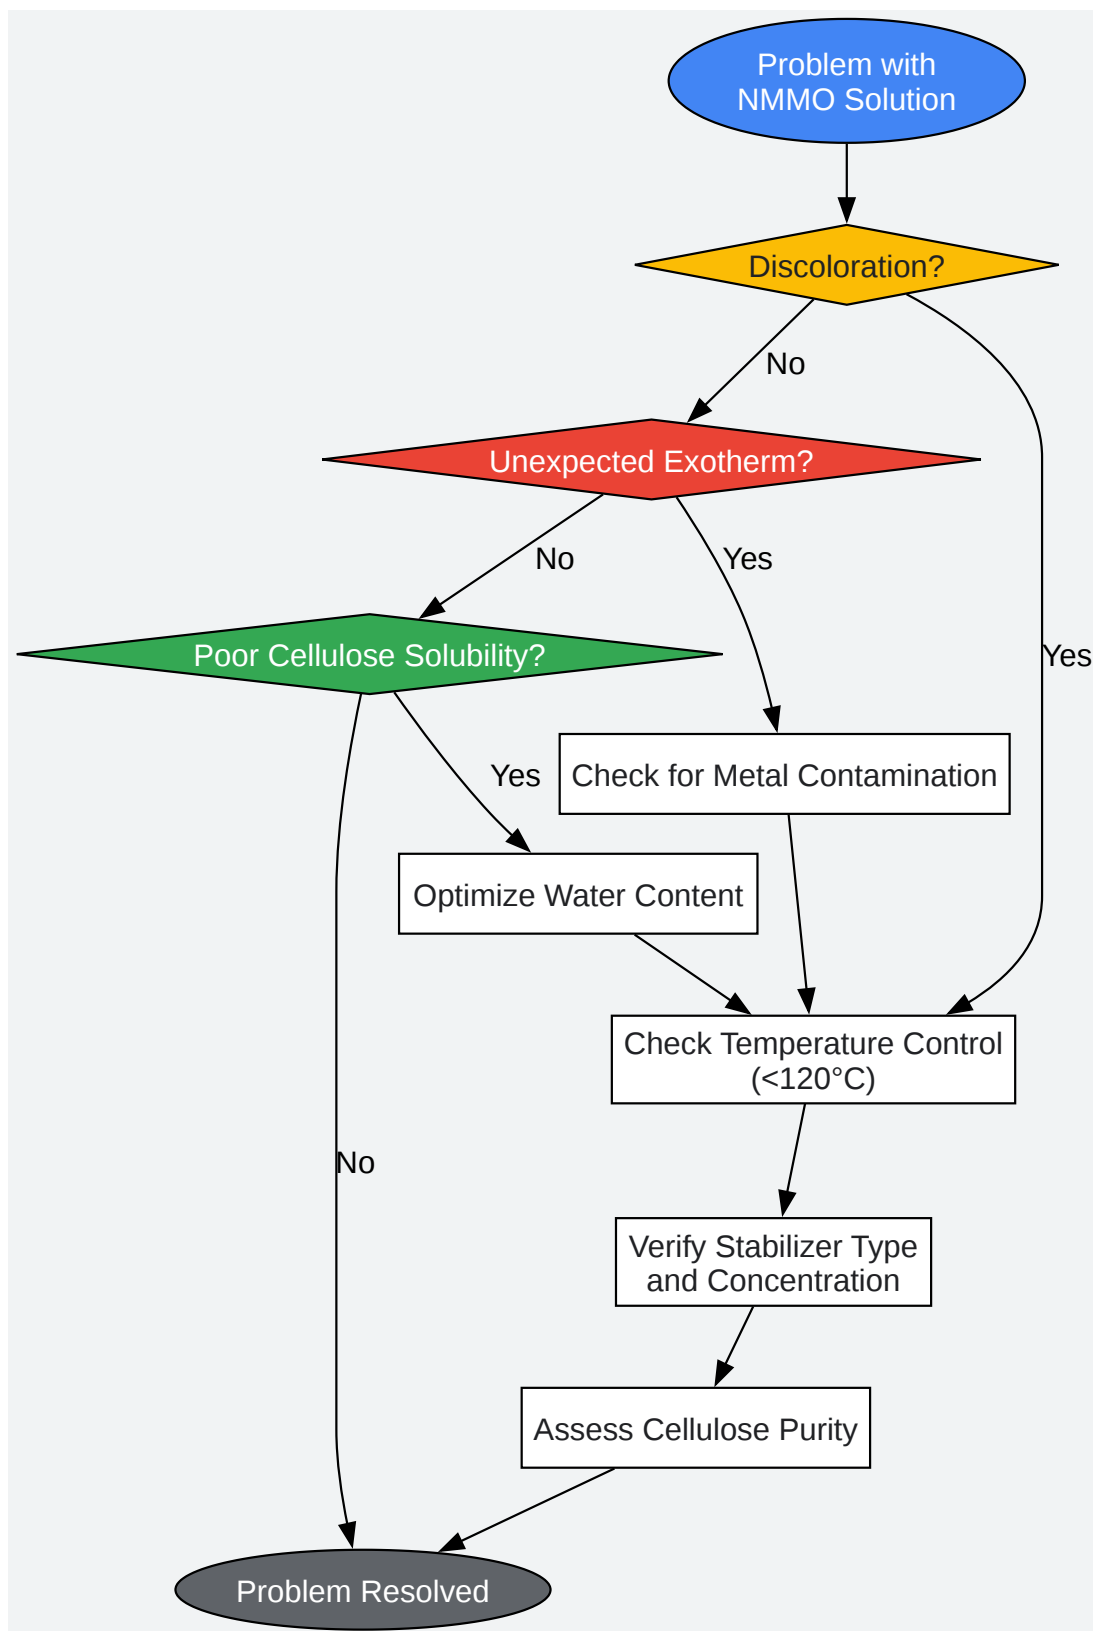 Problem with
NMMO Solution
Discoloration?
No
Unexpected Exotherm?
No
Yes
Poor Cellulose Solubility?
Yes
Yes
Check for Metal Contamination
Optimize Water Content
Check Temperature Control
(<120°C)
No
Verify Stabilizer Type
and Concentration
Assess Cellulose Purity
Problem Resolved